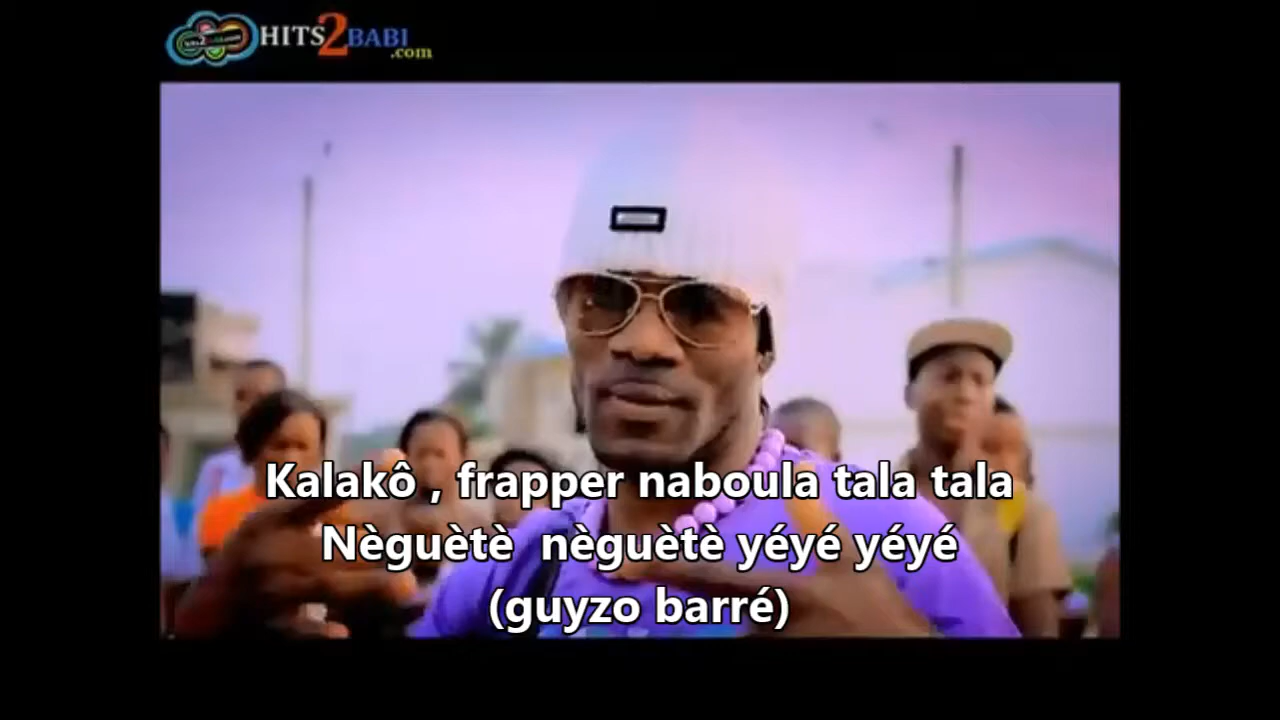 HITS2BABI
.com
Kalakô , frapper naboula tala tala
Nèguètè nèguètè yéyé yéyé
(guyzo barré)